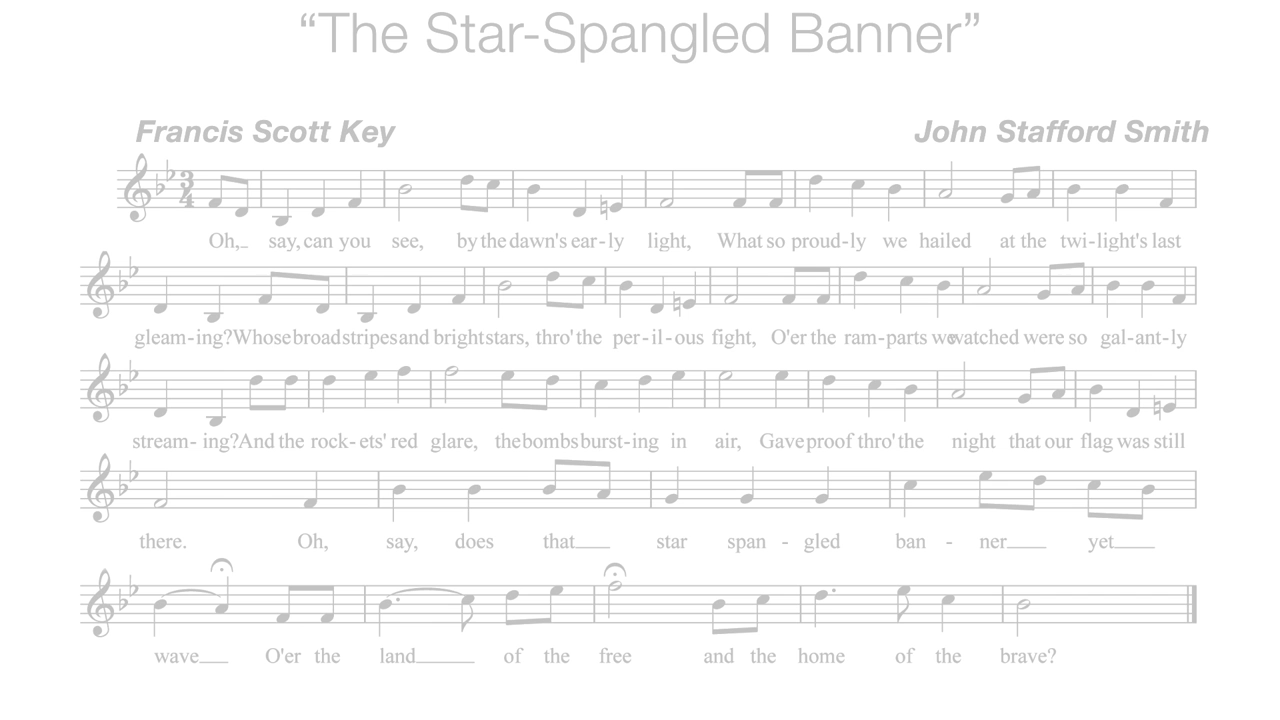 “The Star-Spangled Banner”
Francis Scott Key John Stafford Smith
3 4
Oh,_ say, can you see, by the dawn's ear-ly light, What so proud-ly we hailed at the twi-light's last
gleam-ing? Whose broad stripes and bright stars, thro' the per-il-ous fight, O'er the ram-parts we watched were so gal-ant-ly
stream- ing? And the rock-ets' red glare, the bombs burst-ing in air, Gave proof thro' the night that our flag was still
there. Oh, say, does that___ star span - gled ban - ner___ yet___
wave___ O'er the land_____ of the free and the home of the brave?